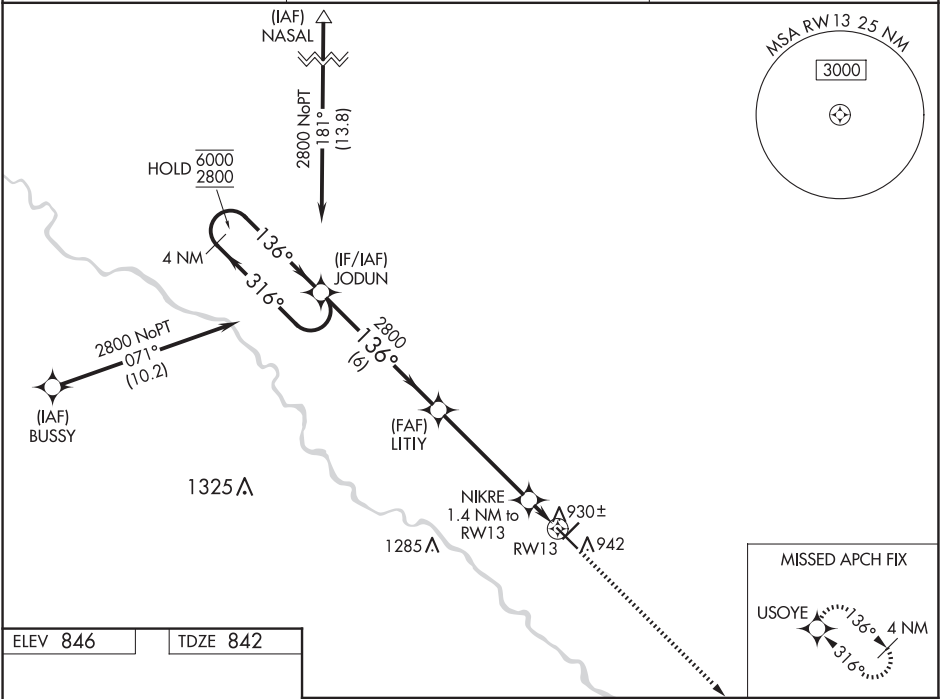 (IAF)
NASAL
MSA RW13 25 NM
3000
2800 NoPT
181°
(13.8)
HOLD 6000
2800
4 NM
136°
316°
(IF/IAF)
JODUN
2800
136°
(6)
2800 NoPT
071°
(10.2)
(IAF)
BUSSY
(FAF)
LITIY
1325
NIKRE
1.4 NM to
RW13
930±
1285
RW13
942
MISSED APCH FIX
USOYE
136°
4 NM
316°
ELEV 846
TDZE 842